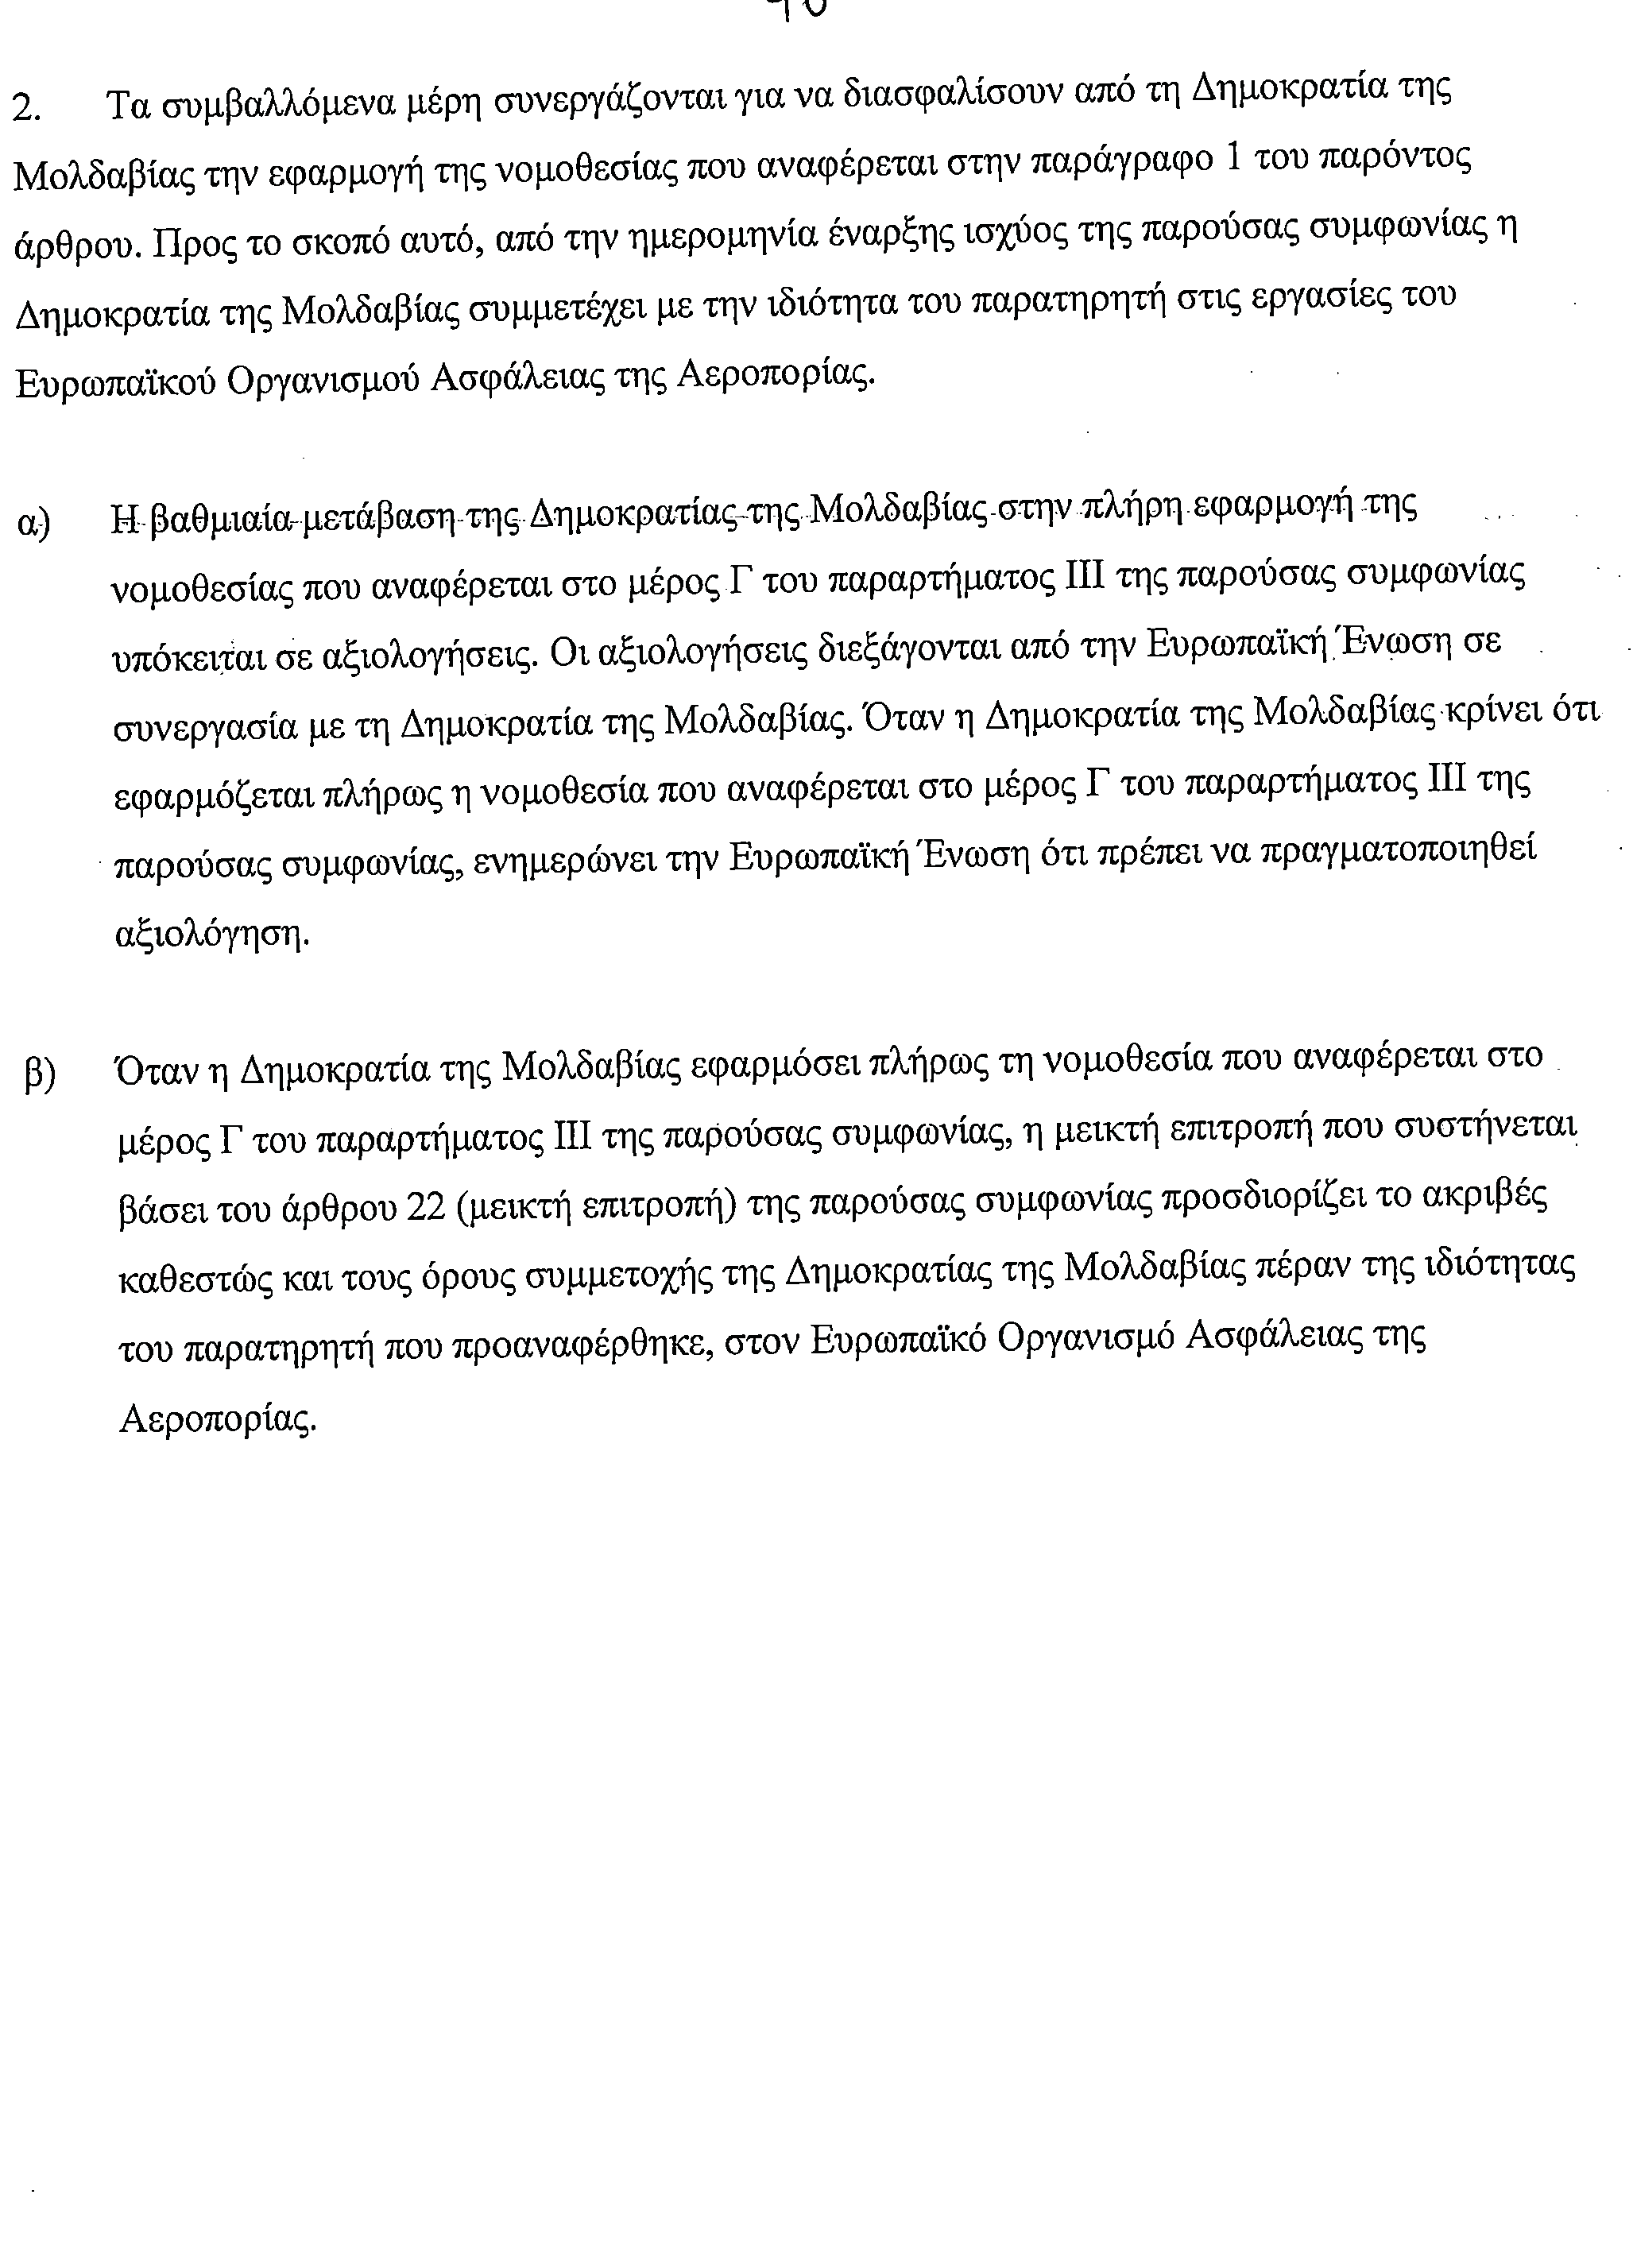 2. Τα συμβαλλόμενα μέρη συνεργάζονται για να διασφαλίσουν από τη Δημοκρατία της
Μολδαβίας την εφαρμογή της νομοθεσίας που αναφέρεται στην παράγραφο 1 του παρόντος
άρθρου. Προς το σκοπό αυτό, από την ημερομηνία έναρξης ισχύος της παρούσας συμφωνίας η
Δημοκρατία της Μολδαβίας συμμετέχει με την ιδιότητα του παρατηρητή στις εργασίες του
Ευρωπαϊκού Οργανισμού Ασφάλειας της Αεροπορίας.
α) Η βαθμιαία μετάβαση της Δημοκρατίας της Μολδαβίας στην πλήρη εφαρμογή της
νομοθεσίας που αναφέρεται στο μέρος Γ του παραρτήματος III της παρούσας συμφωνίας
υπόκειται σε αξιολογήσεις. Οι αξιολογήσεις διεξάγονται από την Ευρωπαϊκή Ένωση σε
συνεργασία με τη Δημοκρατία της Μολδαβίας. Όταν η Δημοκρατία της Μολδαβίας κρίνει ότι
εφαρμόζεται πλήρως η νομοθεσία που αναφέρεται στο μέρος Γ του παραρτήματος III της
παρούσας συμφωνίας, ενημερώνει την Ευρωπαϊκή Ένωση ότι πρέπει να πραγματοποιηθεί
αξιολόγηση.
β) Όταν η Δημοκρατία της Μολδαβίας εφαρμόσει πλήρως τη νομοθεσία που αναφέρεται στο
μέρος Γ του παραρτήματος III της παρούσας συμφωνίας, η μεικτή επιτροπή που συστήνεται
βάσει του άρθρου 22 (μεικτή επιτροπή) της παρούσας συμφωνίας προσδιορίζει το ακριβές
καθεστώς και τους όρους συμμετοχής της Δημοκρατίας της Μολδαβίας πέραν της ιδιότητας
του παρατηρητή που προαναφέρθηκε, στον Ευρωπαϊκό Οργανισμό Ασφάλειας της
Αεροπορίας.